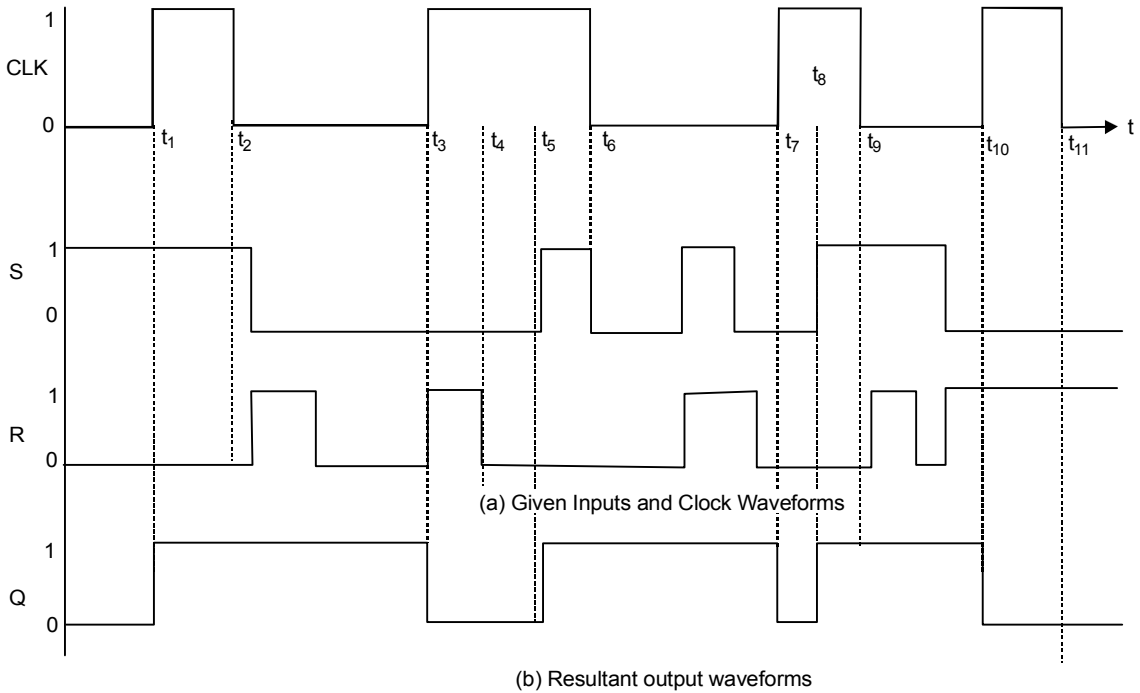 1
CLK
t₈
0
t
t₁ t₂ t₃ t₄ t₅ t₆ t₇ t₉ t₁₀ t₁₁
1
S
0
1
R
0
(a) Given Inputs and Clock Waveforms
1
Q
0
(b) Resultant output waveforms